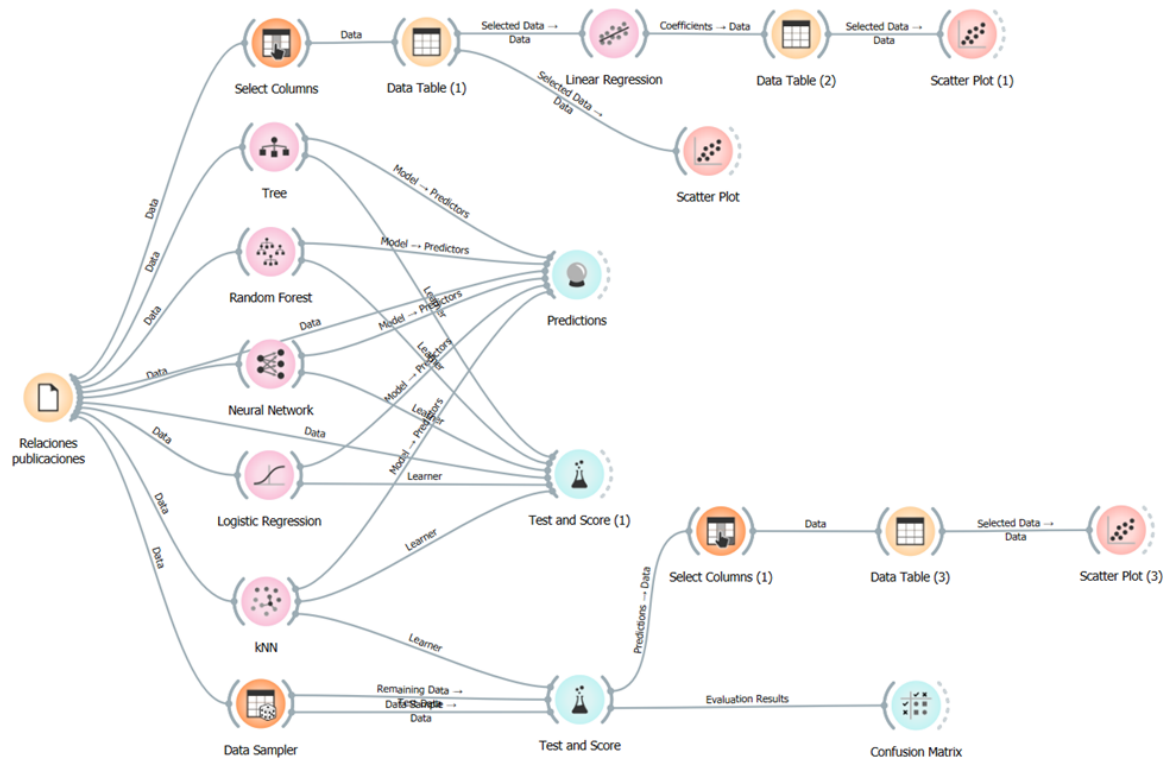 Selected Data →
Data
Data
Coefficients → Data
Selected Data →
Data
Select Columns
Data Table (1)
Linear Regression
Data Table (2)
Scatter Plot (1)
Selected Data →
Data
Scatter Plot
Data
Tree
Model → Predictors
Data
Random Forest
Model → Predictors
Learner
Data
Predictions
Data
Model → Predictors
Learner
Data
Neural Network
Model → Predictors
Learner
Relaciones
publicaciones
Data
Data
Model → Predictors
Learner
Logistic Regression
Test and Score (1)
Data
Learner
Data
Selected Data →
Data
Select Columns (1)
Data Table (3)
Scatter Plot (3)
Data
kNN
Learner
Predictions → Data
Remaining Data →
Test Data
Data Sample →
Data
Evaluation Results
Data Sampler
Test and Score
Confusion Matrix